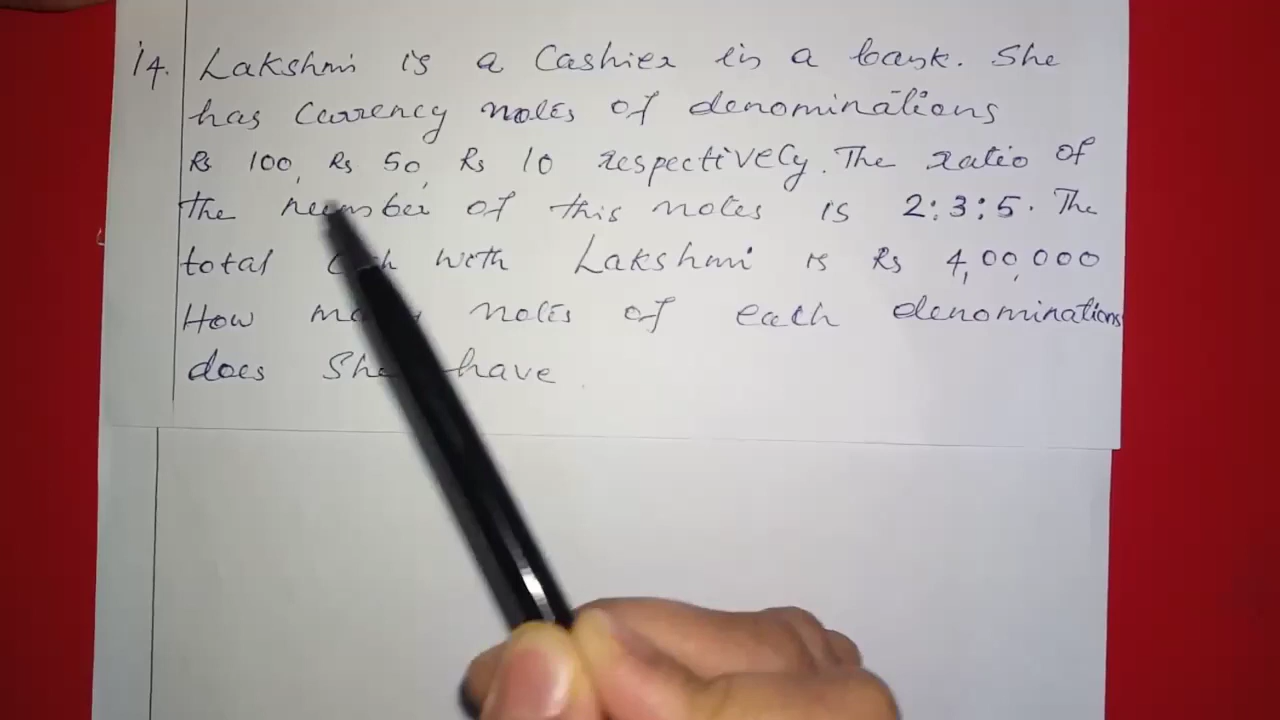 14. Lakshmi is a Cashier in a bank. She
has Currency notes of denominations
Rs 100, Rs 50, Rs 10 respectively. The ratio of
the number of this notes is 2:3:5. The
total with Lakshmi is Rs 4,00,000
How many notes of each denominations
does She have